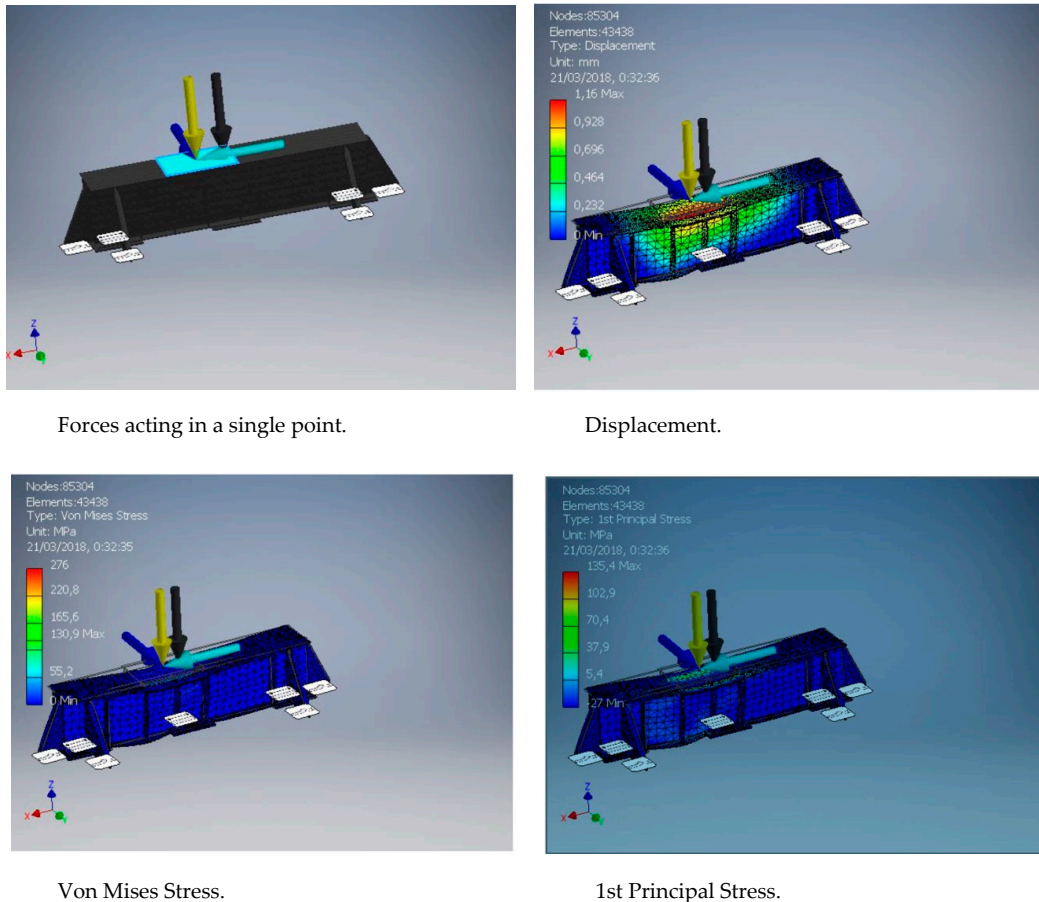 Z
X
Y
Nodes:85304
Elements:43438
Type: Displacement
Unit: mm
21/03/2018, 0:32:36
1,16 Max
0,928
0,696
0,464
0,232
0 Min
Z
X
Y
Forces acting in a single point.
Displacement.
Nodes:85304
Elements:43438
Type: Von Mises Stress
Unit: MPa
21/03/2018, 0:32:35
276
220,8
165,6
130,9 Max
55,2
0 Min
Z
X
Y
Nodes:85304
Elements:43438
Type: 1st Principal Stress
Unit: MPa
21/03/2018, 0:32:36
135,4 Max
102,9
70,4
37,9
5,4
-27 Min
Z
X
Y
Von Mises Stress.
1st Principal Stress.